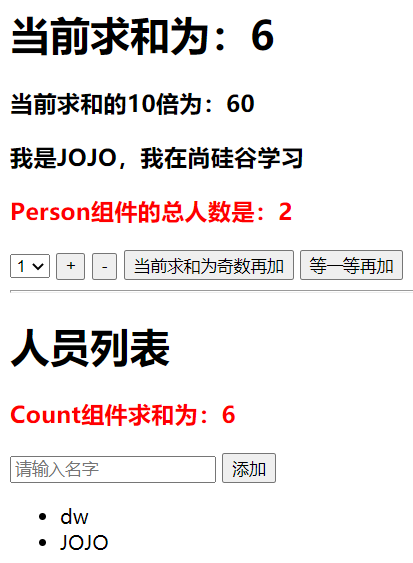 当前求和为：6
当前求和的10倍为：60
我是JOJO，我在尚硅谷学习
Person组件的总人数是：2
1 + - 当前求和为奇数再加 等一等再加
人员列表
Count组件求和为：6
请输入名字 添加
dw
JOJO